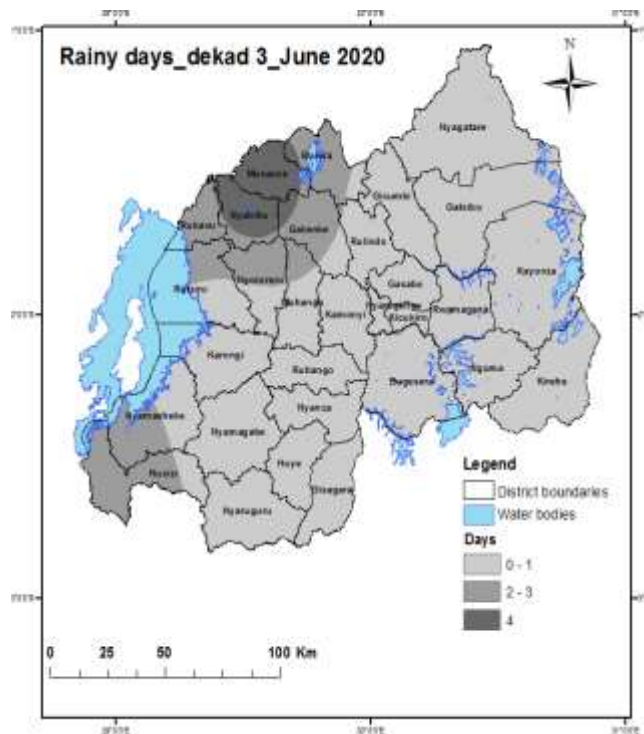 Rainy days_dekad 3_June 2020
N
Nyagatare
Burera
Musanze
Gicumbi
Gatsibo
Nyabihu
Rubavu
Gakenke
Rulindo
Kayonza
Gasabo
Ngororero
Rutsiro
Muhanga
Kamonyi
Rwamagana
Kicukiro
Karongi
Ruhango
Bugesera
Ngoma
Kirehe
Nyanza
Nyamasheke
Nyamagabe
Huye
Rusizi
Gisagara
Nyaruguru
Legend
District boundaries
Water bodies
Days
0 - 1
2 - 3
4
0 25 50 100 Km